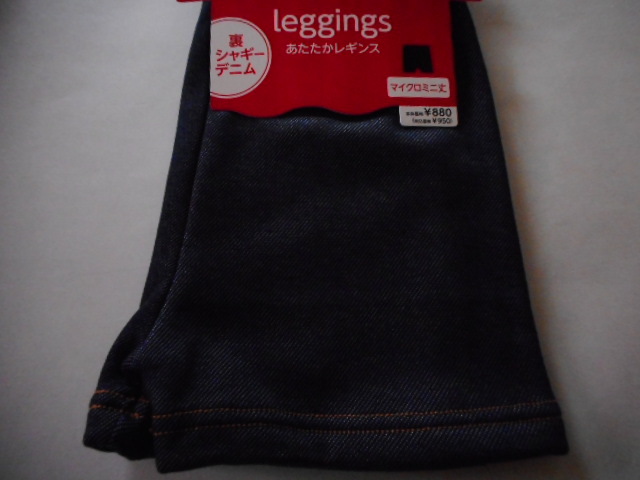 leggings
あたたかレギンス
裏
シャギー
デニム
マイクロミニ丈
¥880
¥950